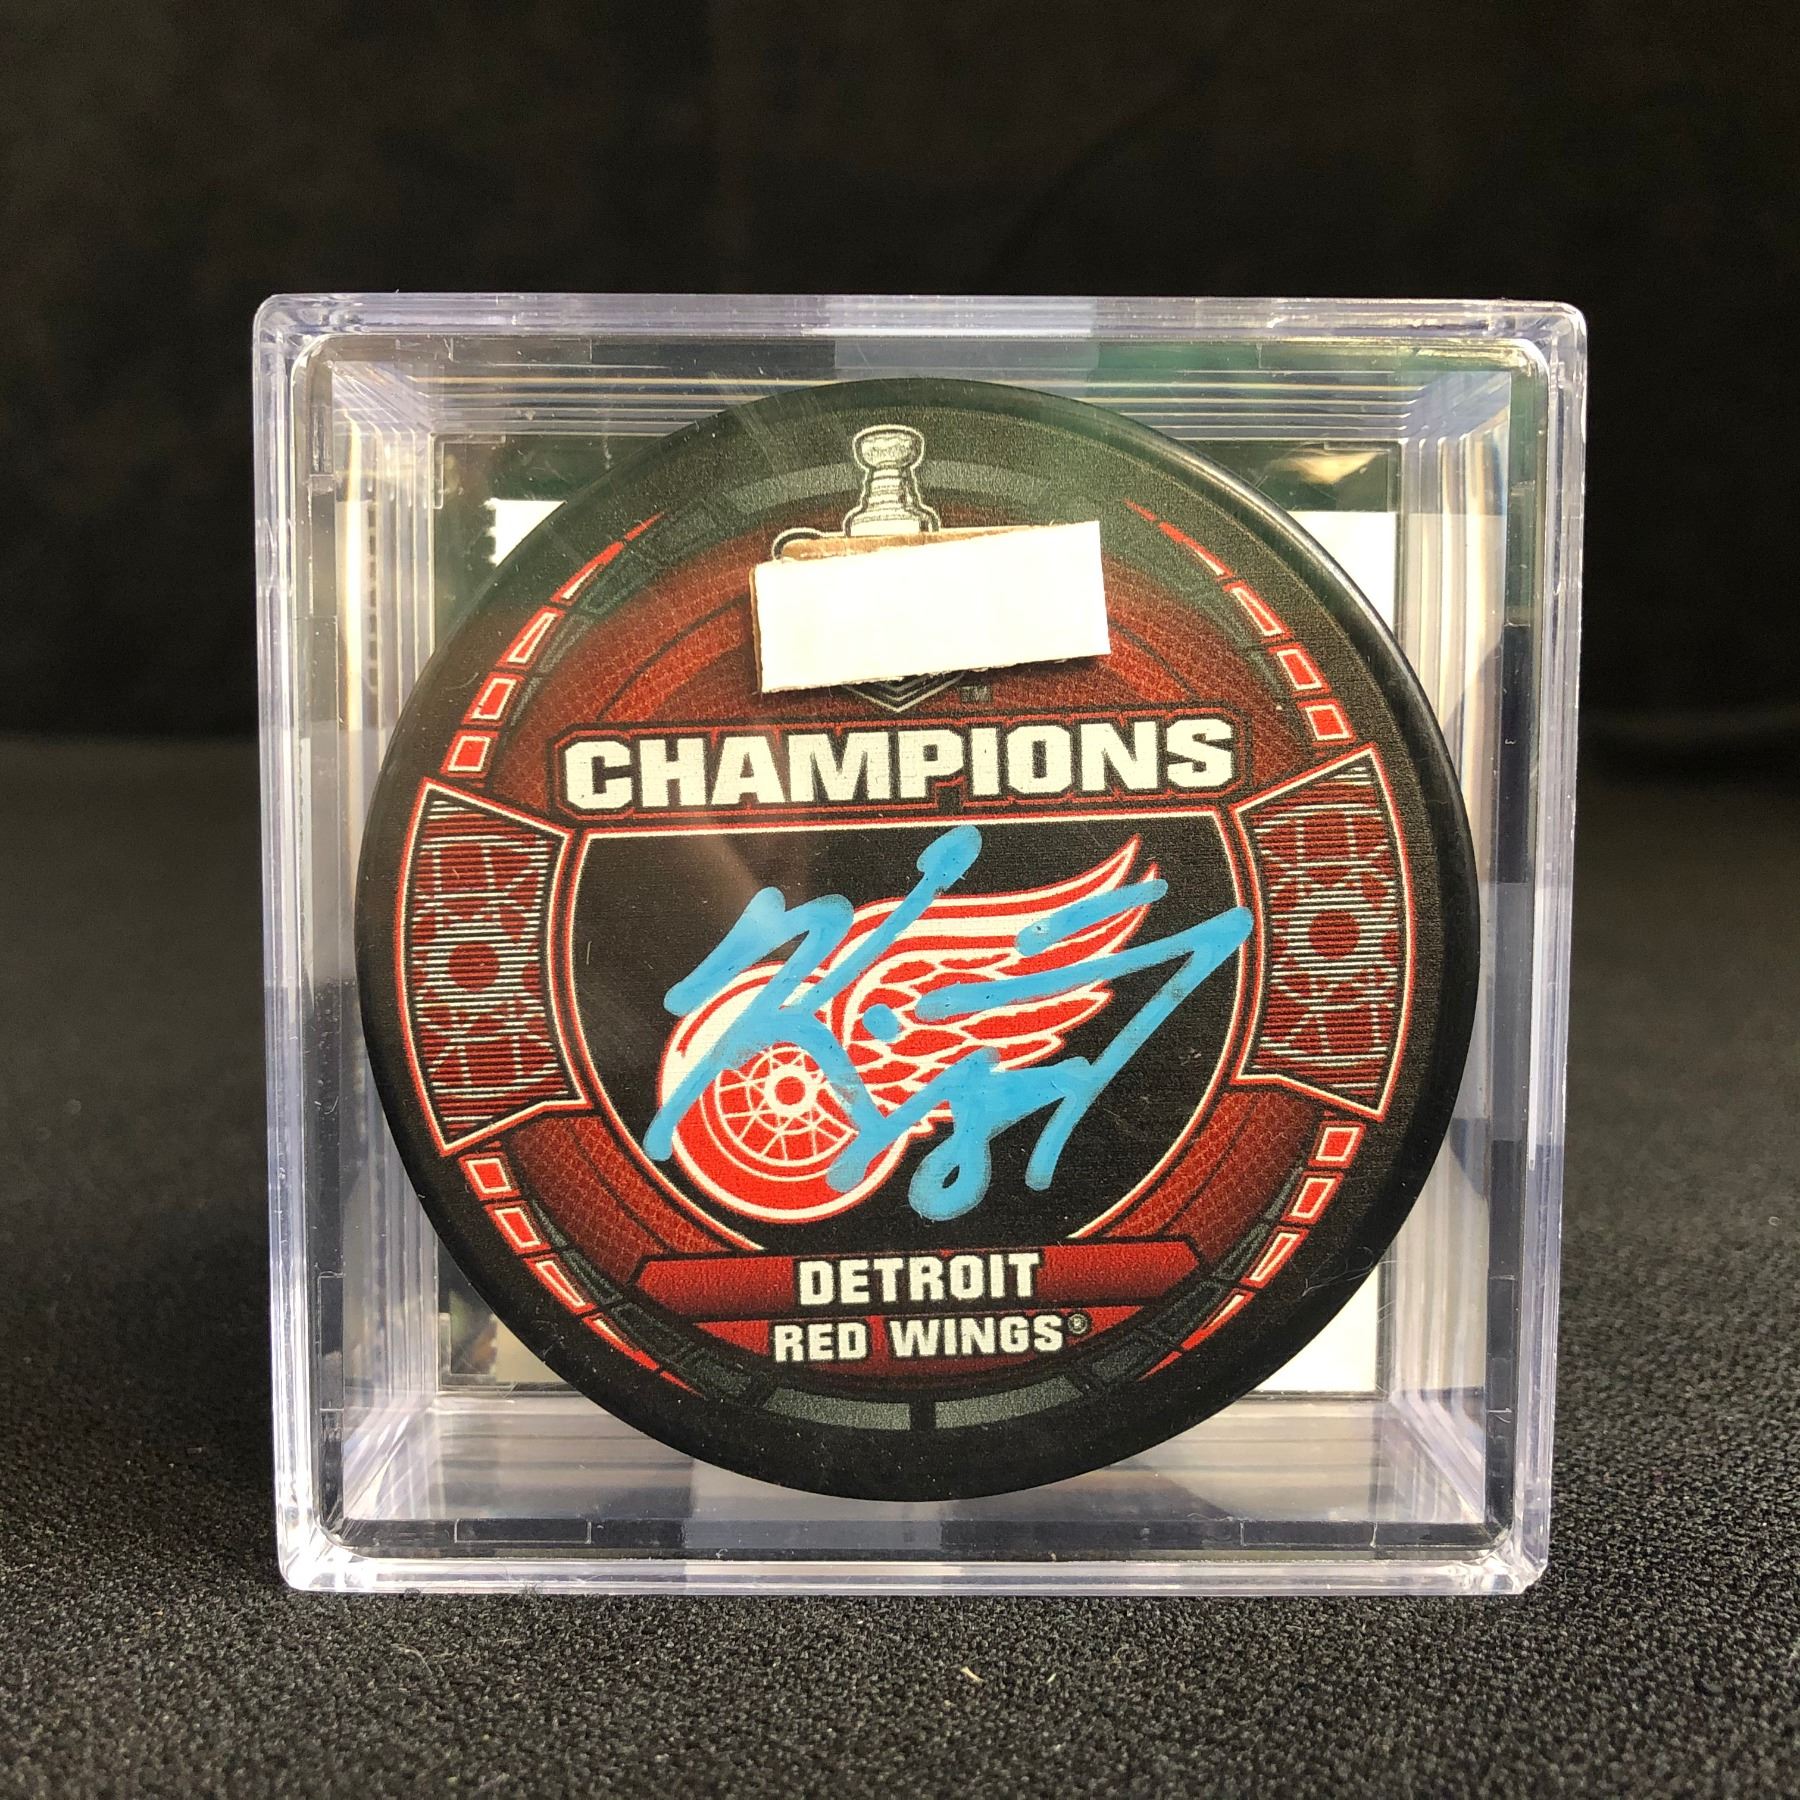 CHAMPIONS
DETROIT
RED WINGS®